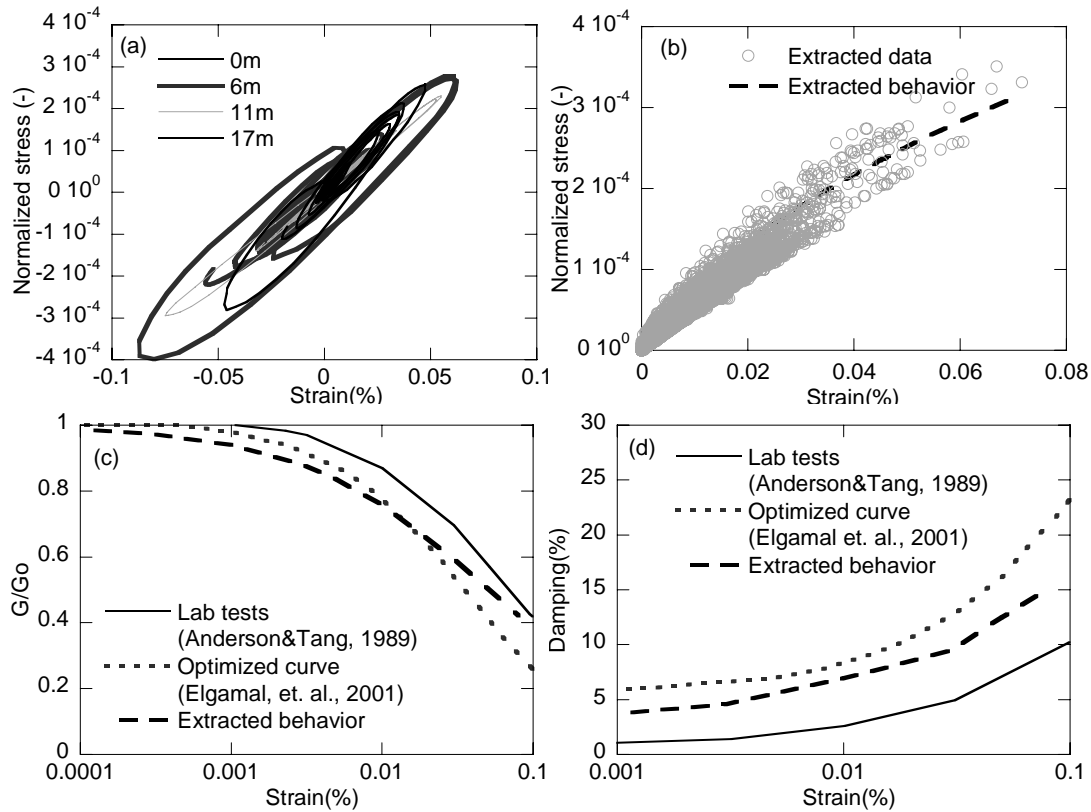 (a)
0m
6m
11m
17m
4 10-4
3 10-4
2 10-4
1 10-4
0 100
-1 10-4
-2 10-4
-3 10-4
-4 10-4
Normalized stress (-)
-0.1 -0.05 0 0.05 0.1
Strain(%)
(b)
Extracted data
Extracted behavior
4 10-4
3 10-4
2 10-4
1 10-4
0 100
Normalized stress (-)
0 0.02 0.04 0.06 0.08
Strain(%)
(c)
1
0.8
0.6
0.4
0.2
0
G/Go
Lab tests
(Anderson&Tang, 1989)
Optimized curve
(Elgamal, et. al., 2001)
Extracted behavior
0.0001 0.001 0.01 0.1
Strain(%)
(d)
30
25
20
15
10
5
0
Damping(%)
Lab tests
(Anderson&Tang, 1989)
Optimized curve
(Elgamal et. al., 2001)
Extracted behavior
0.001 0.01 0.1
Strain(%)